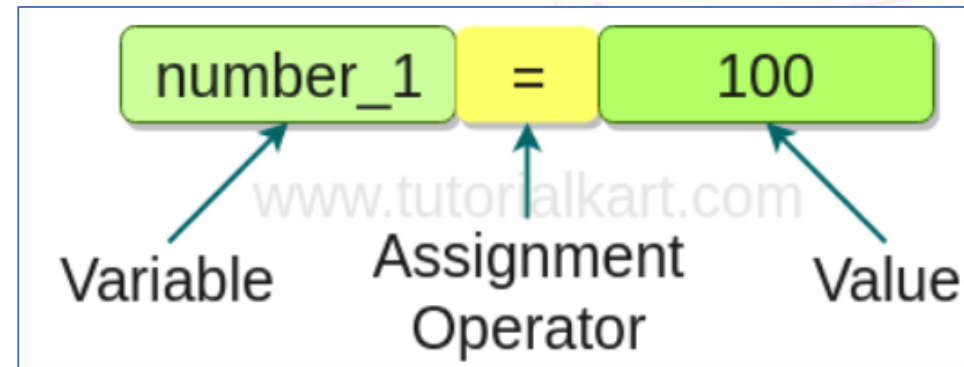 number_1 = 100
www.tutorialkart.com
Variable
Assignment
Operator
Value